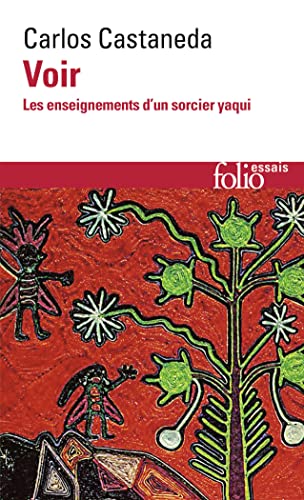 Carlos Castaneda
Voir
Les enseignements d'un sorcier yaqui
essais
folio